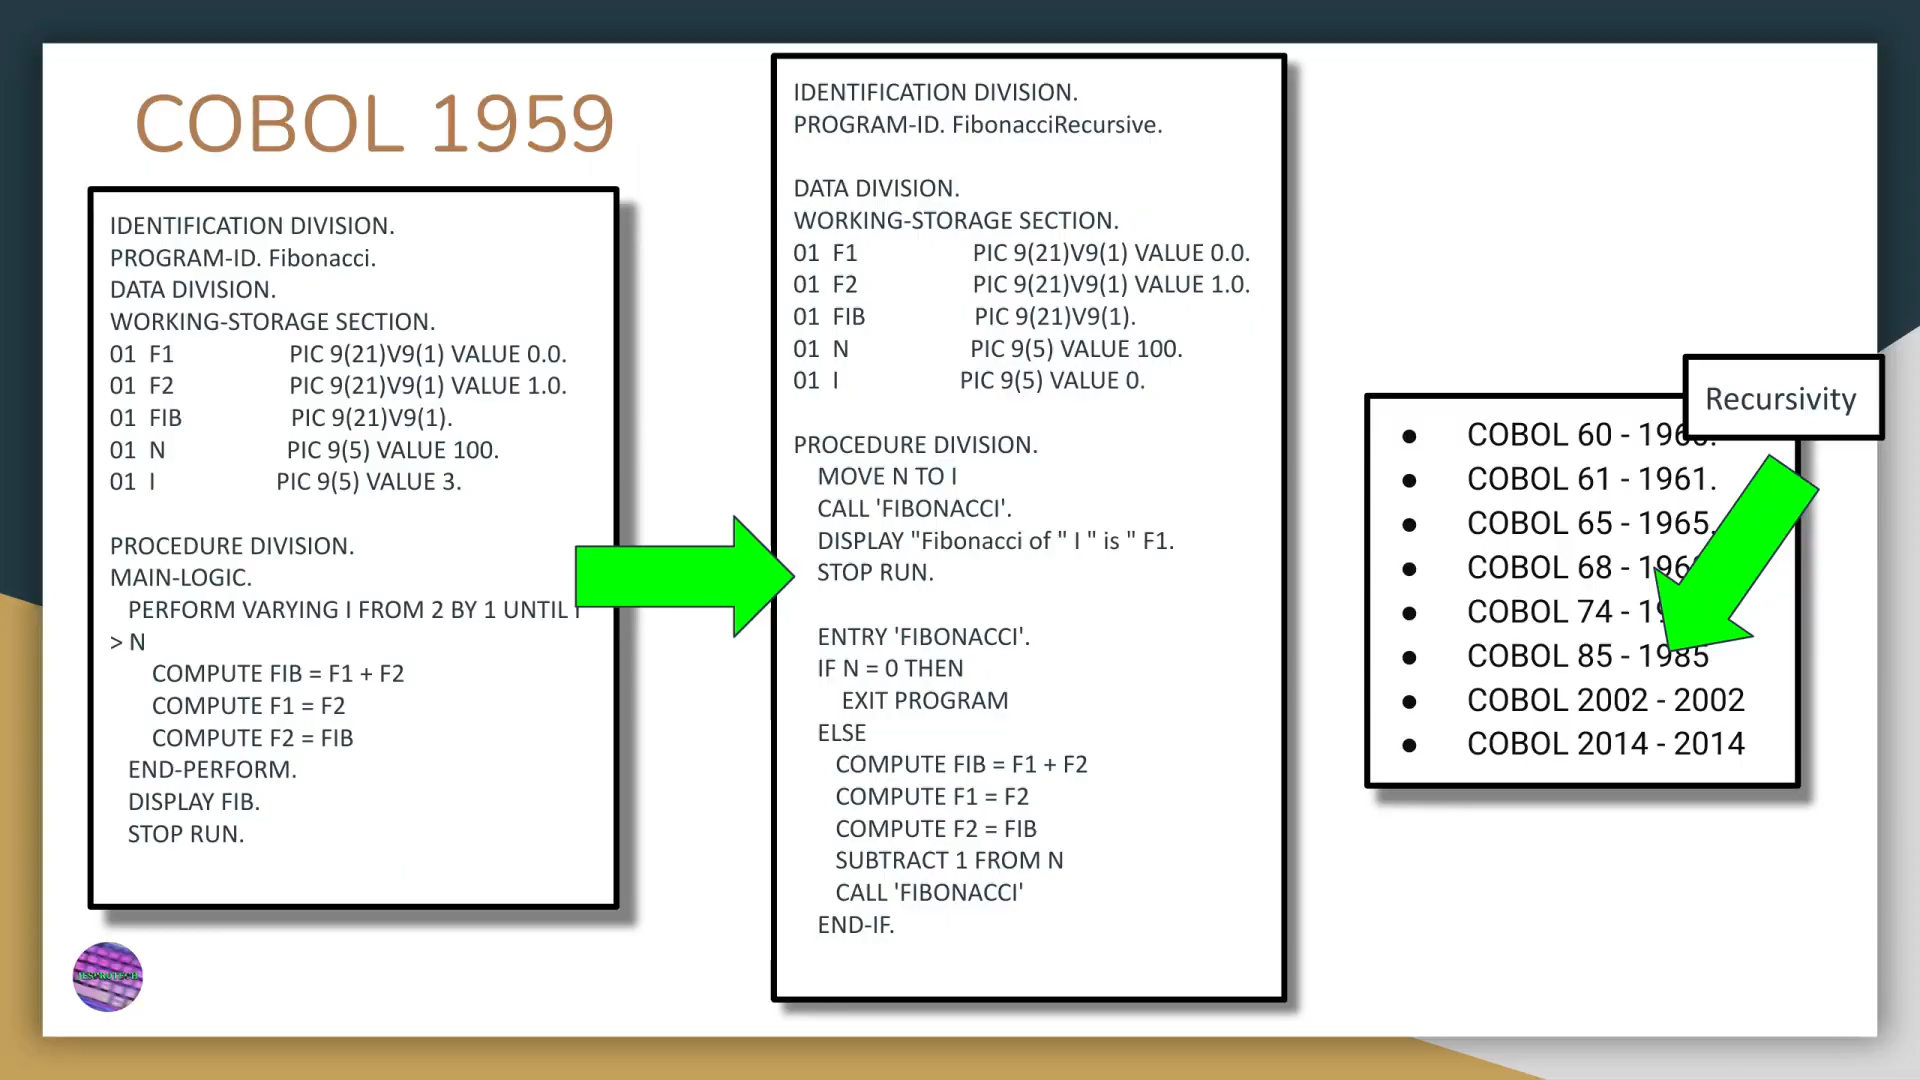 COBOL 1959
IDENTIFICATION DIVISION.
PROGRAM-ID. Fibonacci.
DATA DIVISION.
WORKING-STORAGE SECTION.
01 F1 PIC 9(21)V9(1) VALUE 0.0.
01 F2 PIC 9(21)V9(1) VALUE 1.0.
01 FIB PIC 9(21)V9(1).
01 N PIC 9(5) VALUE 100.
01 I PIC 9(5) VALUE 3.
PROCEDURE DIVISION.
MAIN-LOGIC.
PERFORM VARYING I FROM 2 BY 1 UNTIL I
> N
COMPUTE FIB = F1 + F2
COMPUTE F1 = F2
COMPUTE F2 = FIB
END-PERFORM.
DISPLAY FIB.
STOP RUN.
IDENTIFICATION DIVISION.
PROGRAM-ID. FibonacciRecursive.
DATA DIVISION.
WORKING-STORAGE SECTION.
01 F1 PIC 9(21)V9(1) VALUE 0.0.
01 F2 PIC 9(21)V9(1) VALUE 1.0.
01 FIB PIC 9(21)V9(1).
01 N PIC 9(5) VALUE 100.
01 I PIC 9(5) VALUE 0.
PROCEDURE DIVISION.
MOVE N TO I
CALL 'FIBONACCI'.
DISPLAY "Fibonacci of " I " is " F1.
STOP RUN.
ENTRY 'FIBONACCI'.
IF N = 0 THEN
EXIT PROGRAM
ELSE
COMPUTE FIB = F1 + F2
COMPUTE F1 = F2
COMPUTE F2 = FIB
SUBTRACT 1 FROM N
CALL 'FIBONACCI'
END-IF.
Recursivity
● COBOL 60 - 1960.
● COBOL 61 - 1961.
● COBOL 65 - 1965.
● COBOL 68 -
● COBOL 74 -
● COBOL 85 - 1985
● COBOL 2002 - 2002
● COBOL 2014 - 2014
JESPROTECH